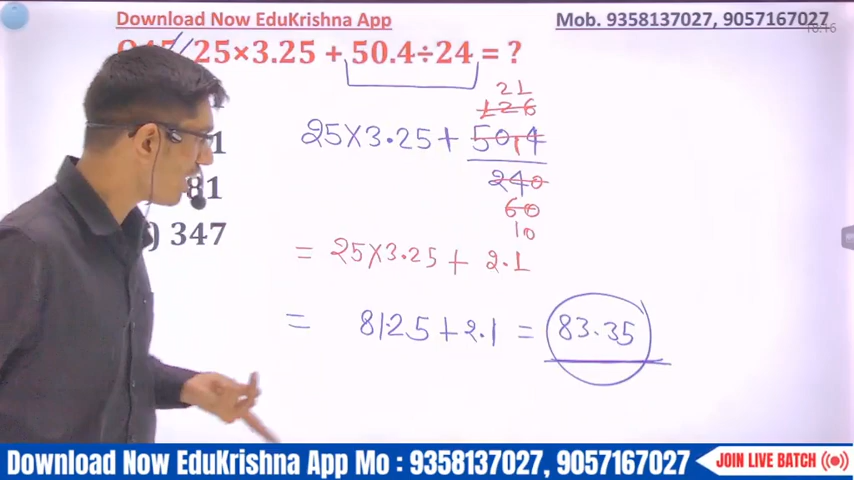 Download Now EduKrishna App
Mob. 9358137027, 9057167027
25×3.25 + 50.4÷24 = ?
21
126
25×3.25+ 50.4
240
60
10
= 25×3.25 + 2.1
= 81.25+2.1 = 83.35
1
81
) 347
Download Now EduKrishna App Mo : 9358137027, 9057167027
JOIN LIVE BATCH